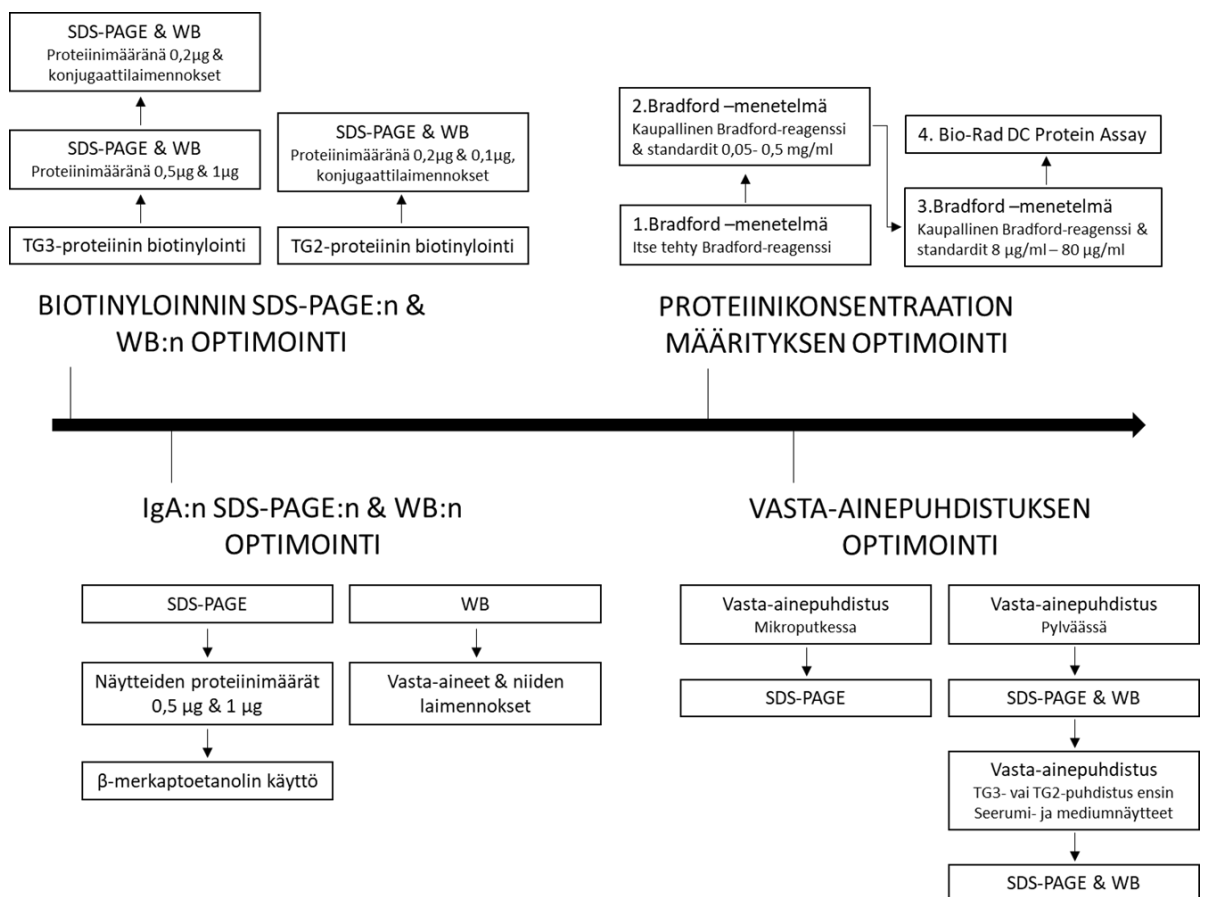 SDS-PAGE & WB
Proteiinimääränä 0,2µg &
konjugaattilaimennokset
SDS-PAGE & WB
Proteiinimääränä 0,5µg & 1µg
TG3-proteiinin biotinylointi
SDS-PAGE & WB
Proteiinimääränä 0,2µg & 0,1µg,
konjugaattilaimennokset
TG2-proteiinin biotinylointi
BIOTINYLOINNIN SDS-PAGE:n &
WB:n OPTIMOINTI
2.Bradford –menetelmä
Kaupallinen Bradford-reagenssi
& standardit 0,05- 0,5 mg/ml
1.Bradford –menetelmä
Itse tehty Bradford-reagenssi
4. Bio-Rad DC Protein Assay
3.Bradford –menetelmä
Kaupallinen Bradford-reagenssi &
standardit 8 µg/ml – 80 µg/ml
PROTEIINIKONSENTRAATION
MÄÄRITYKSEN OPTIMOINTI
IgA:n SDS-PAGE:n & WB:n
OPTIMOINTI
SDS-PAGE
Näytteiden proteiinimäärät
0,5 µg & 1 µg
β-merkaptoetanolin käyttö
WB
Vasta-aineet & niiden
laimennokset
VASTA-AINEPUHDISTUKSEN
OPTIMOINTI
Vasta-ainepuhdistus
Mikroputkessa
SDS-PAGE
Vasta-ainepuhdistus
Pylväässä
SDS-PAGE & WB
Vasta-ainepuhdistus
TG3- vai TG2-puhdistus ensin
Seerumi- ja mediumnäytteet
SDS-PAGE & WB